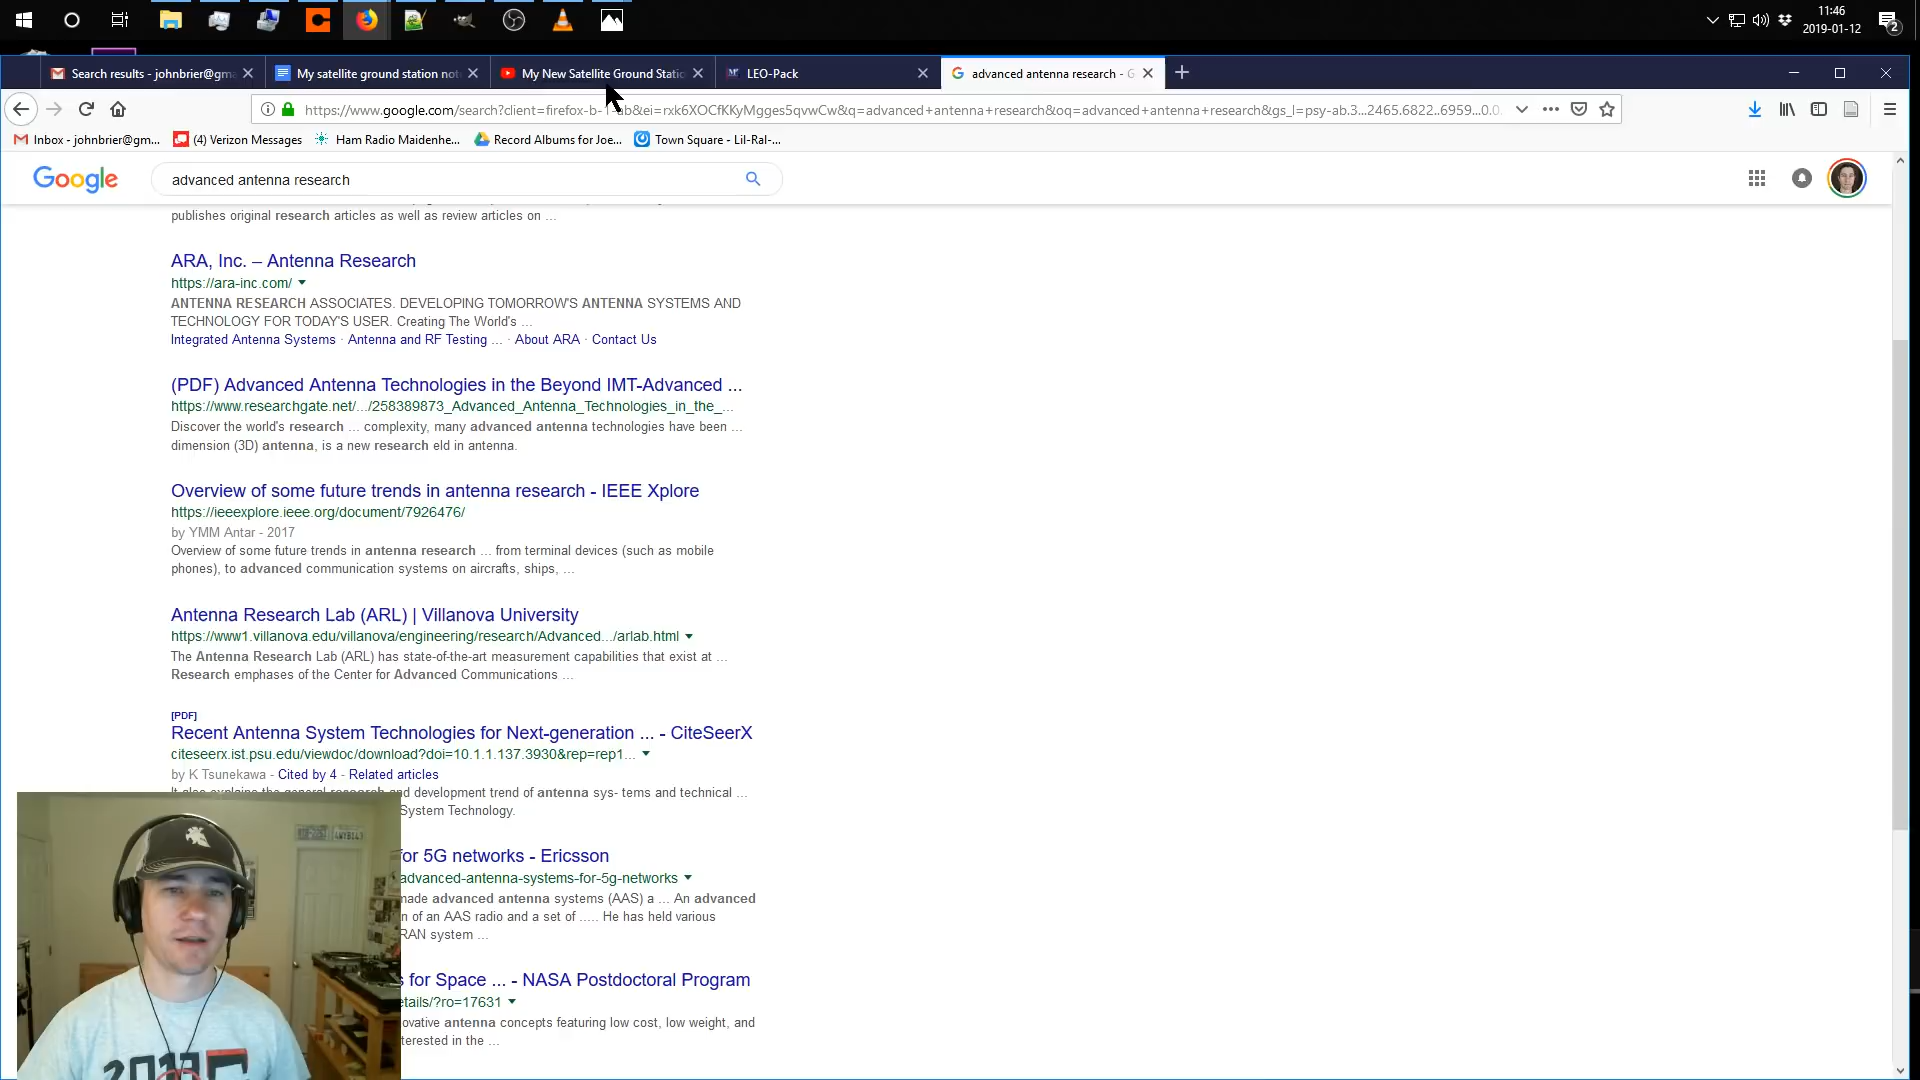 11:46
2019-01-12
2
Search results - johnbrier@gma
My satellite ground station not
My New Satellite Ground Static
LEO-Pack
advanced antenna research - G
https://www.google.com/search?client=firefox-b-1-ab&ei=rxk6XOCfKKyMgges5qvwCw&q=advanced+antenna+research&oq=advanced+antenna+research&gs_l=psy-ab.3...2465.6822..6959...0.0.
Inbox - johnbrier@gm...
(4) Verizon Messages
Ham Radio Maidenhe...
Record Albums for Joe...
Town Square - Lil-Ral-...
Google
advanced antenna research
publishes original research articles as well as review articles on ...
ARA, Inc. – Antenna Research
https://ara-inc.com/
ANTENNA RESEARCH ASSOCIATES. DEVELOPING TOMORROW'S ANTENNA SYSTEMS AND
TECHNOLOGY FOR TODAY'S USER. Creating The World's ...
Integrated Antenna Systems · Antenna and RF Testing ... · About ARA · Contact Us
(PDF) Advanced Antenna Technologies in the Beyond IMT-Advanced ...
https://www.researchgate.net/.../258389873_Advanced_Antenna_Technologies_in_the_...
Discover the world's research ... complexity, many advanced antenna technologies have been ...
dimension (3D) antenna, is a new research eld in antenna.
Overview of some future trends in antenna research - IEEE Xplore
https://ieeexplore.ieee.org/document/7926476/
by YMM Antar - 2017
Overview of some future trends in antenna research ... from terminal devices (such as mobile
phones), to advanced communication systems on aircrafts, ships, ...
Antenna Research Lab (ARL) | Villanova University
https://www1.villanova.edu/villanova/engineering/research/Advanced.../arlab.html
The Antenna Research Lab (ARL) has state-of-the-art measurement capabilities that exist at ...
Research emphases of the Center for Advanced Communications ...
[PDF]
Recent Antenna System Technologies for Next-generation ... - CiteSeerX
citeseerx.ist.psu.edu/viewdoc/download?doi=10.1.1.137.3930&rep=rep1...
by K Tsunekawa - Cited by 4 - Related articles
It also explains the general research and development trend of antenna sys- tems and technical ...
System Technology.
for 5G networks - Ericsson
advanced-antenna-systems-for-5g-networks
made advanced antenna systems (AAS) a ... An advanced
n of an AAS radio and a set of ..... He has held various
RAN system ...
s for Space ... - NASA Postdoctoral Program
etails/?ro=17631
ovative antenna concepts featuring low cost, low weight, and
terested in the ...